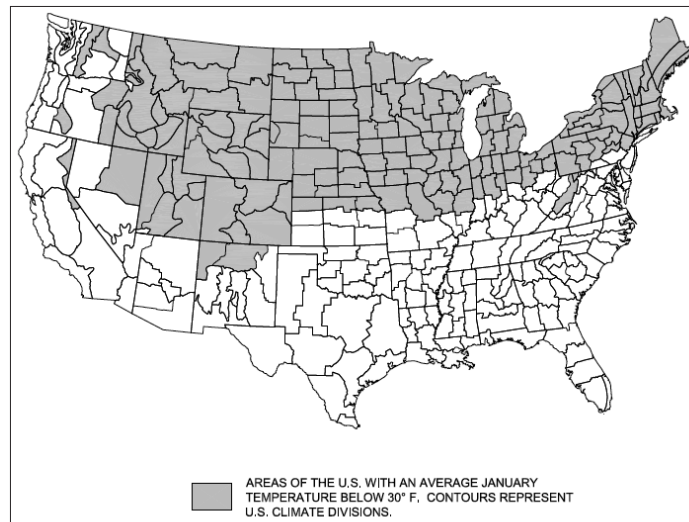 AREAS OF THE U.S. WITH AN AVERAGE JANUARY
TEMPERATURE BELOW 30° F, CONTOURS REPRESENT
U.S. CLIMATE DIVISIONS.